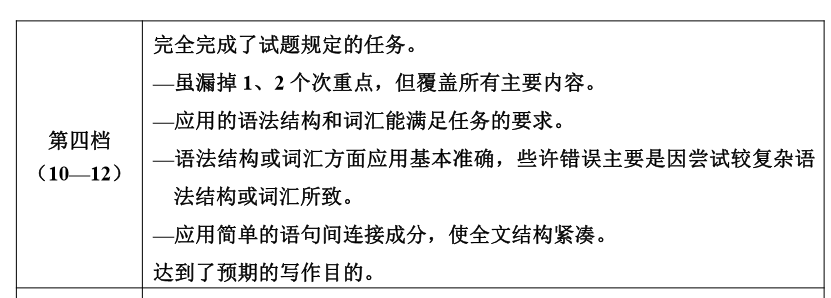 第四档
（10—12）
完全完成了试题规定的任务。
—虽漏掉 1、2 个次重点，但覆盖所有主要内容。
—应用的语法结构和词汇能满足任务的要求。
—语法结构或词汇方面应用基本准确，些许错误主要是因尝试较复杂语
法结构或词汇所致。
—应用简单的语句间连接成分，使全文结构紧凑。
达到了预期的写作目的。